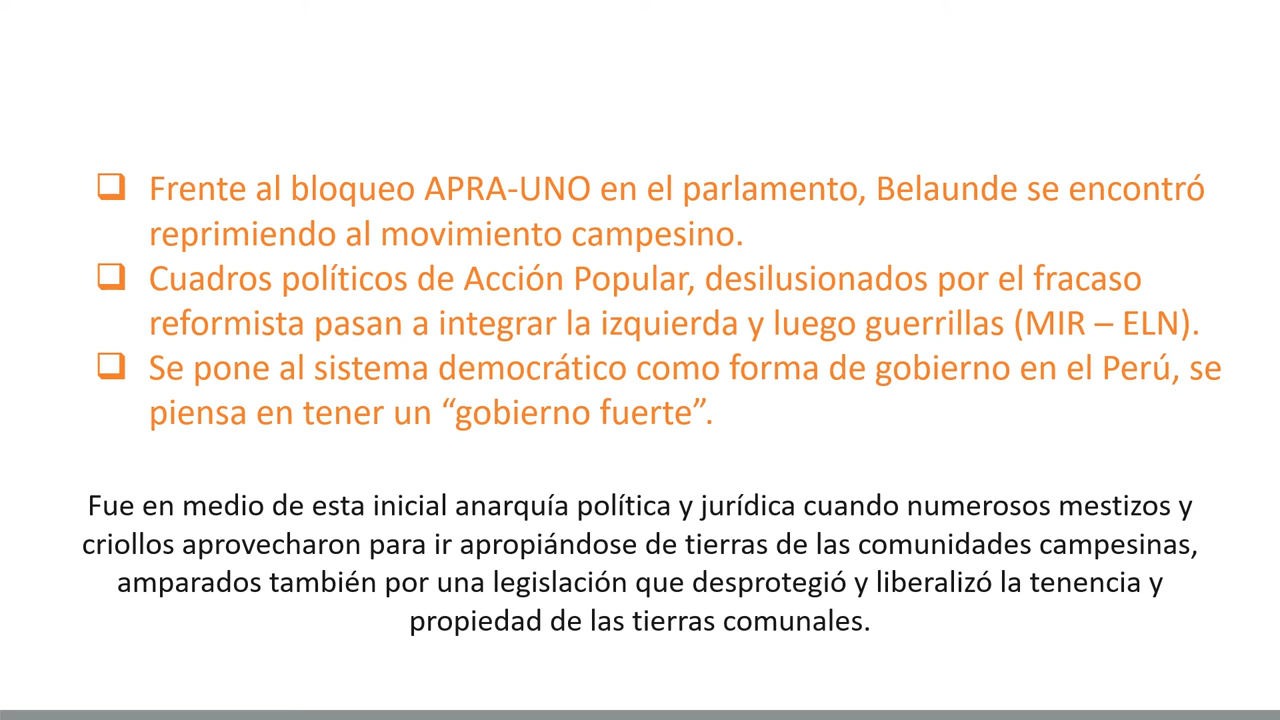 ❑ Frente al bloqueo APRA-UNO en el parlamento, Belaunde se encontró
reprimiendo al movimiento campesino.
❑ Cuadros políticos de Acción Popular, desilusionados por el fracaso
reformista pasan a integrar la izquierda y luego guerrillas (MIR – ELN).
❑ Se pone al sistema democrático como forma de gobierno en el Perú, se
piensa en tener un “gobierno fuerte”.
Fue en medio de esta inicial anarquía política y jurídica cuando numerosos mestizos y
criollos aprovecharon para ir apropiándose de tierras de las comunidades campesinas,
amparados también por una legislación que desprotegió y liberalizó la tenencia y
propiedad de las tierras comunales.